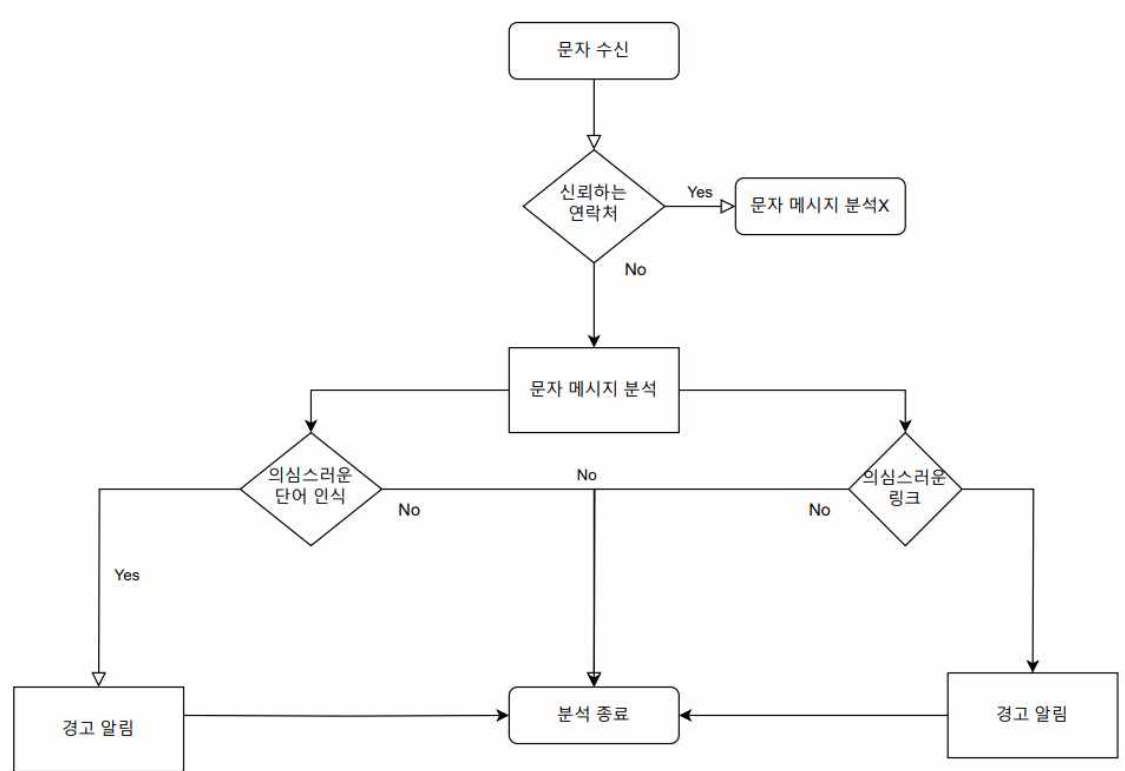 문자 수신
신뢰하는
연락처
Yes
문자 메시지 분석X
No
문자 메시지 분석
의심스러운
단어 인식
No
No
의심스러운
링크
No
Yes
경고 알림
분석 종료
경고 알림